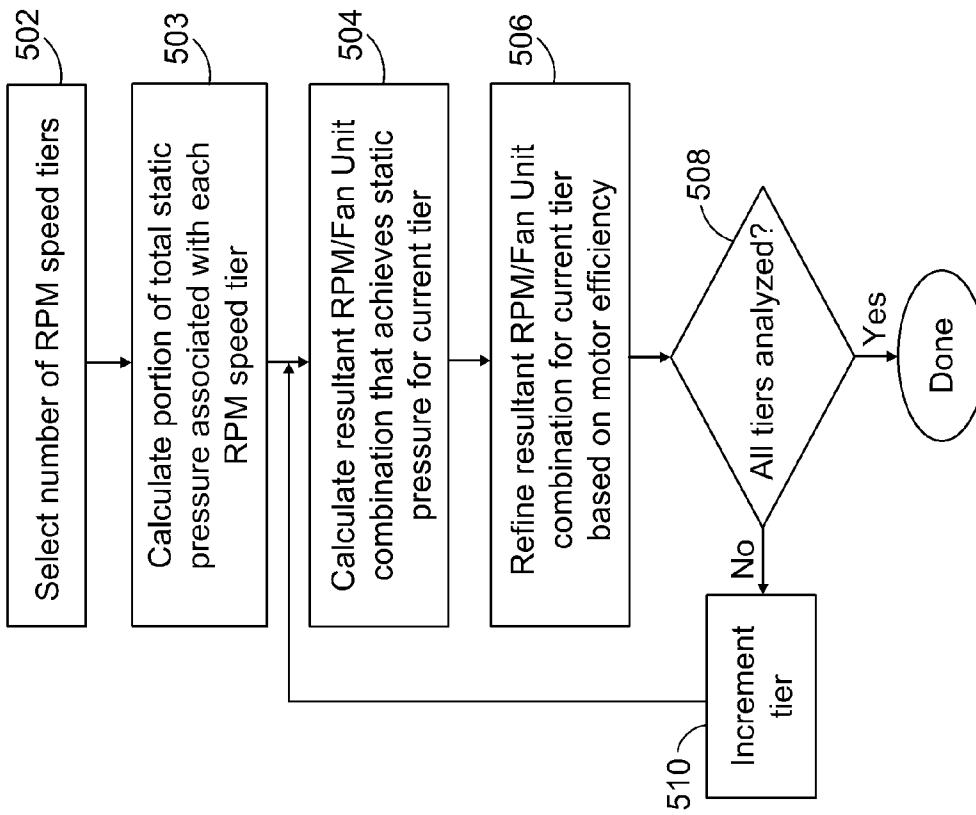 502
Select number of RPM speed tiers
503
Calculate portion of total static
pressure associated with each
RPM speed tier
504
Calculate resultant RPM/Fan Unit
combination that achieves static
pressure for current tier
506
Refine resultant RPM/Fan Unit
combination for current tier
based on motor efficiency
508
All tiers analyzed?
No
Yes
510
Increment
tier
Done